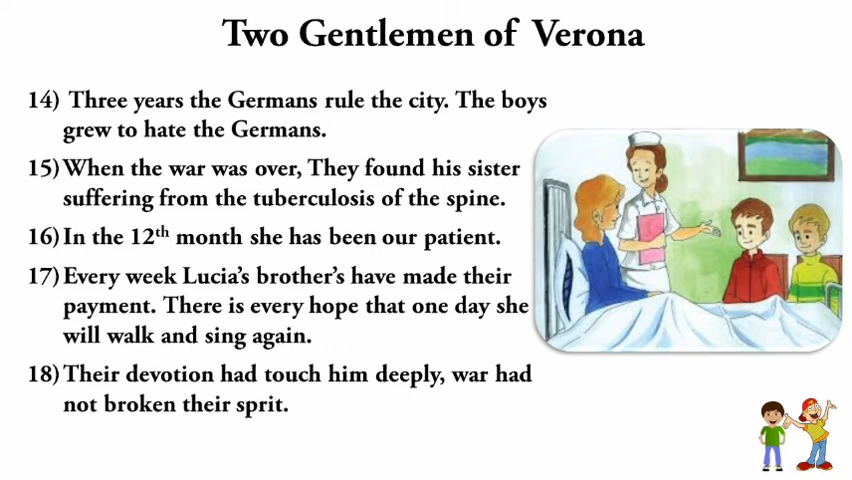 Two Gentlemen of Verona
14) Three years the Germans rule the city. The boys
grew to hate the Germans.
15) When the war was over, They found his sister
suffering from the tuberculosis of the spine.
16) In the 12th month she has been our patient.
17) Every week Lucia's brother's have made their
payment. There is every hope that one day she
will walk and sing again.
18) Their devotion had touch him deeply, war had
not broken their sprit.